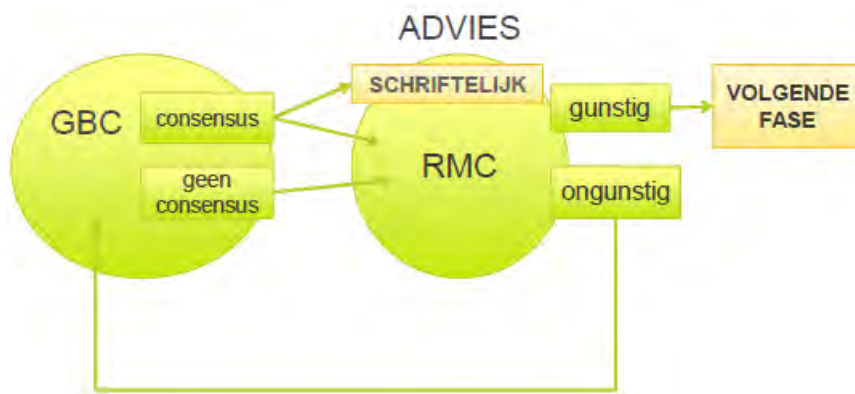 ADVIES
SCHRIFTELIJK
GBC
consensus
gunstig
VOLGENDE
FASE
geen
consensus
RMC
ongunstig